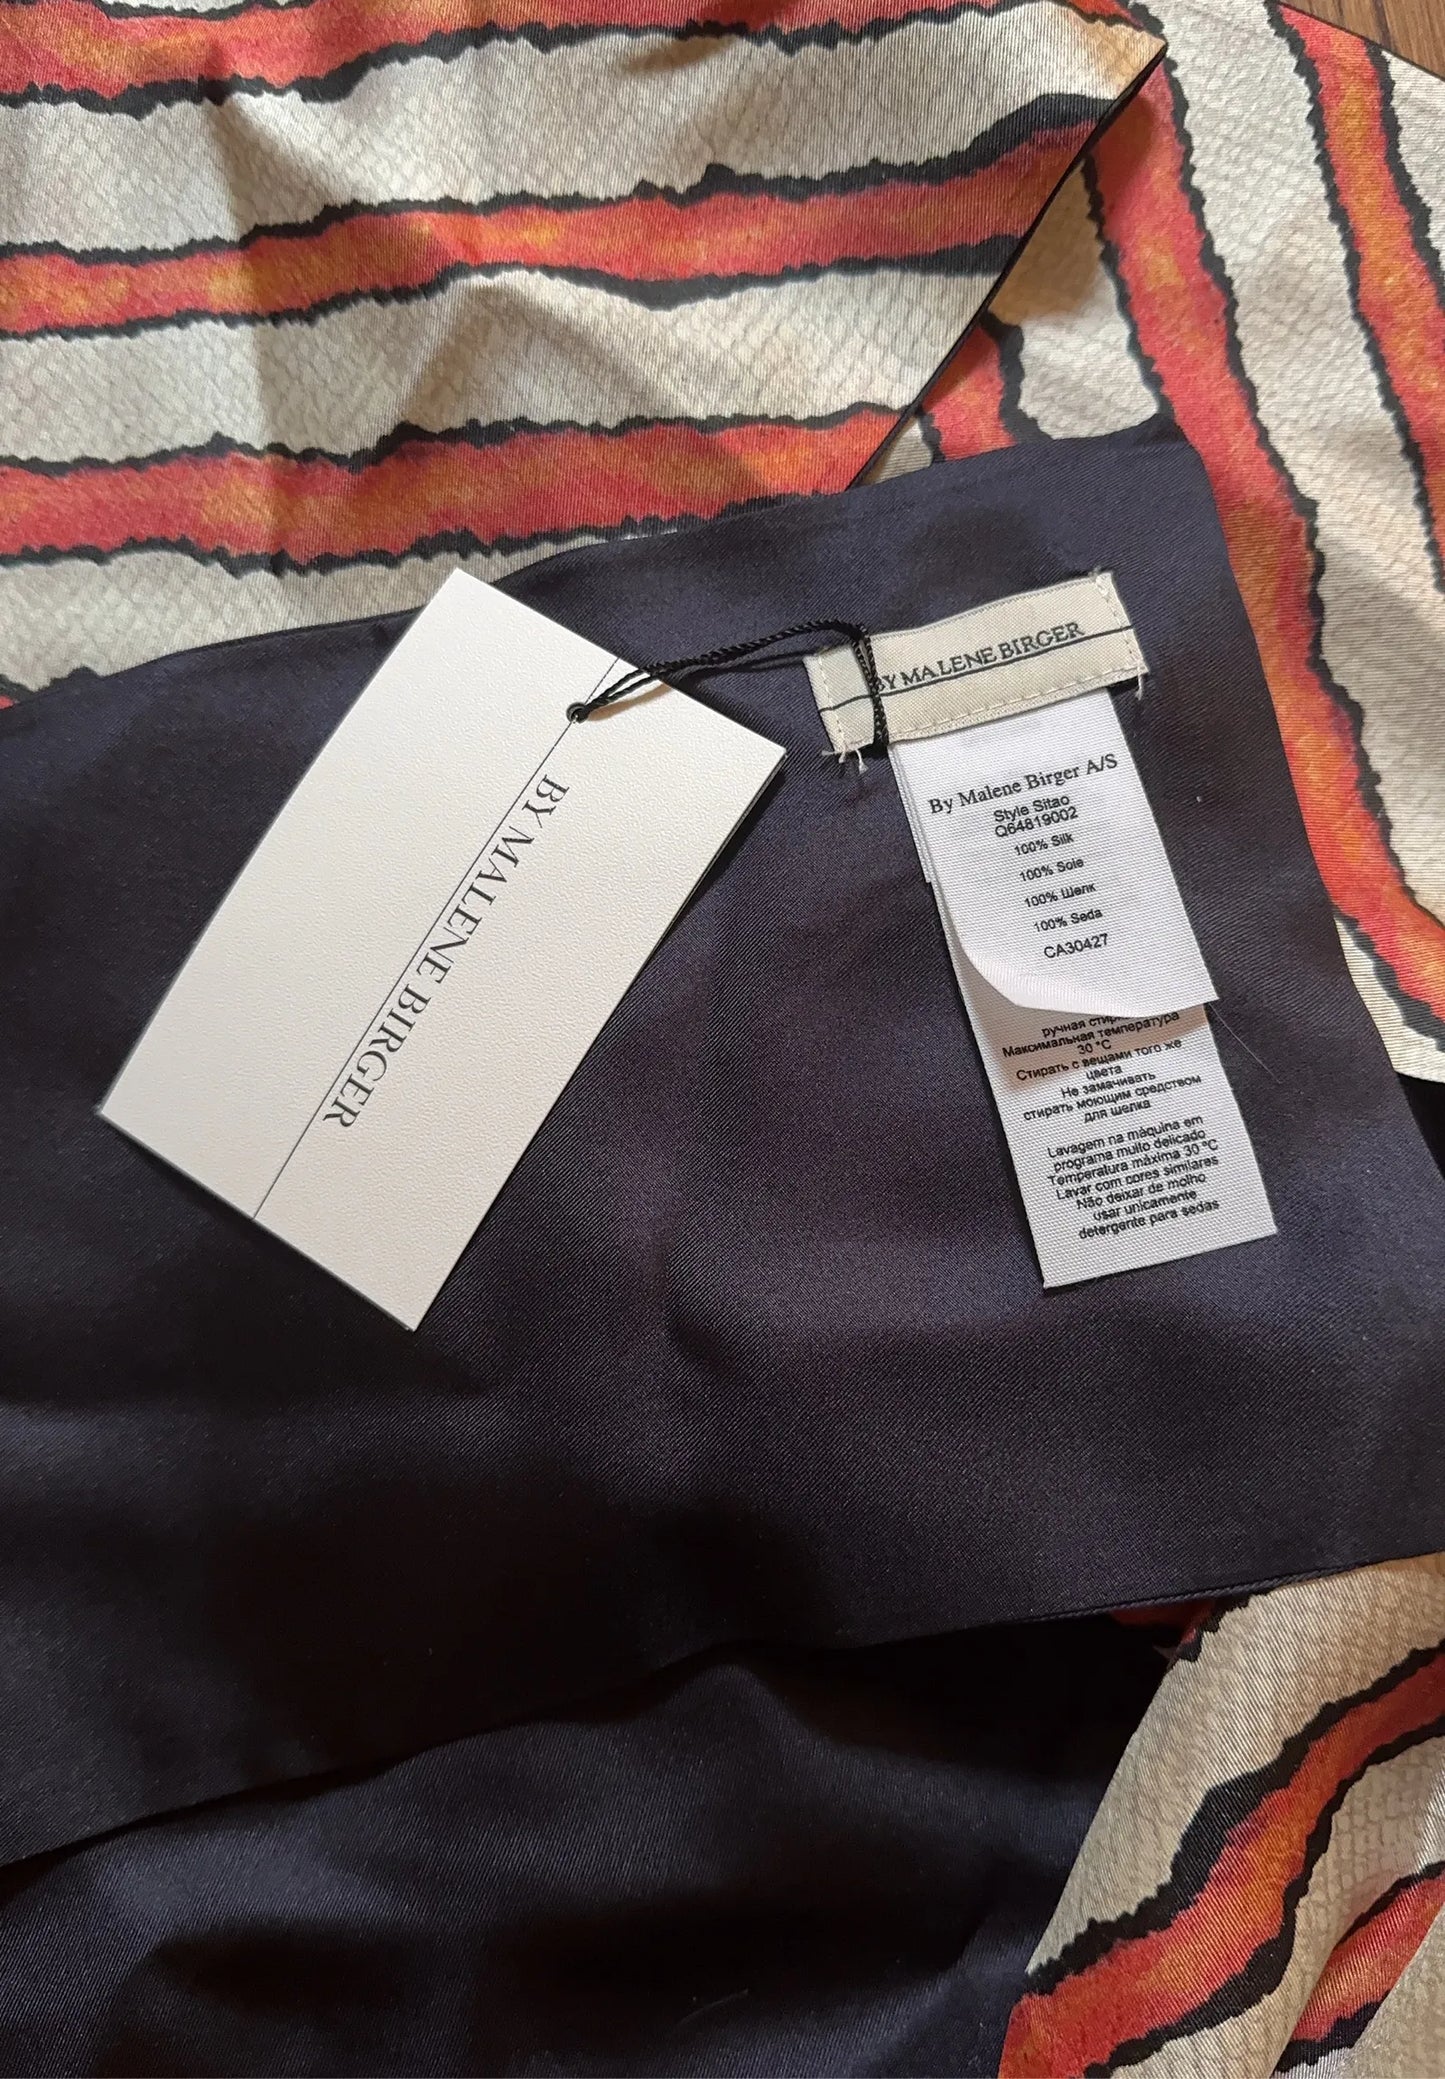 BY MALENE BIRGER
BY MALENE BIRGER
By Malene Birger A/S
Style Sitao
Q64819002
100% Silk
100% Soie
100% Шелк
100% Seda
CA30427
ручная
Максимальная температура
30 °C
Стирать с вещами того же
цвета
Не замачивать
стирать моющим средством
для шелка
Lavagem na máquina em
programa muito delicado
Temperatura máxima 30 °C
Lavar com cores similares
Não deixar de molho
usar unicamente
detergente para sedas